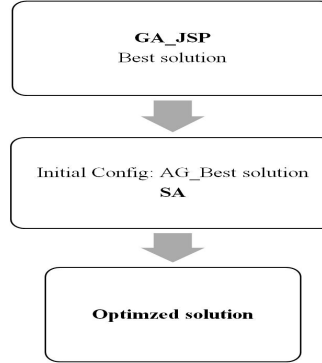 GA_JSP
Best solution
Initial Config: AG_Best solution
SA
Optimzed solution